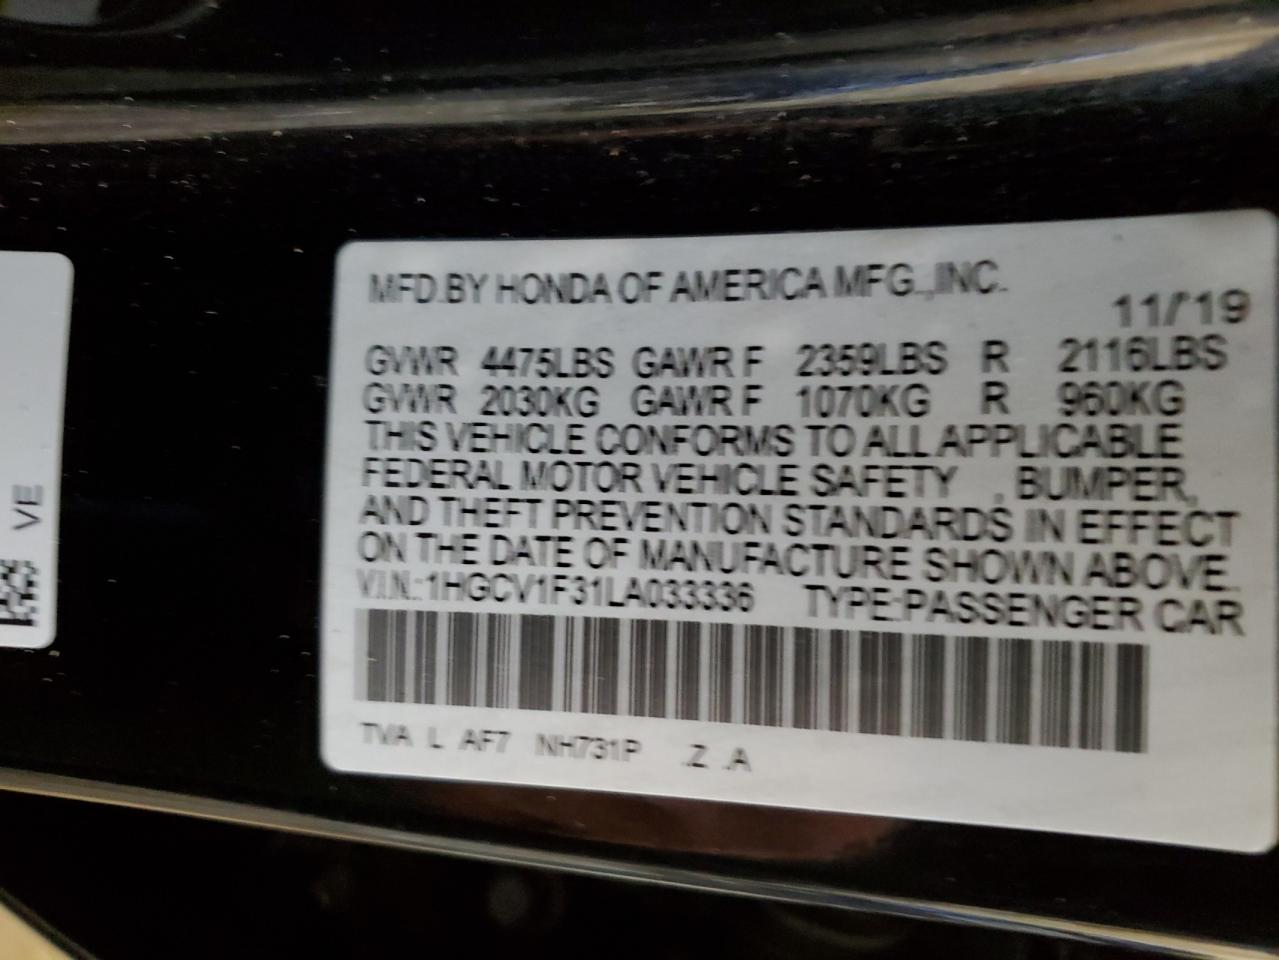 MFD.BY HONDA OF AMERICA MFG.,INC.
11/'19
GVWR 4475LBS GAWR F 2359LBS R 2116LBS
GVWR 2030KG GAWR F 1070KG R 960KG
THIS VEHICLE CONFORMS TO ALL APPLICABLE
FEDERAL MOTOR VEHICLE SAFETY , BUMPER,
AND THEFT PREVENTION STANDARDS IN EFFECT
ON THE DATE OF MANUFACTURE SHOWN ABOVE.
V.I.N.:1HGCV1F31LA033336 TYPE:PASSENGER CAR
TVA L AF7 NH731P .Z .A
VE